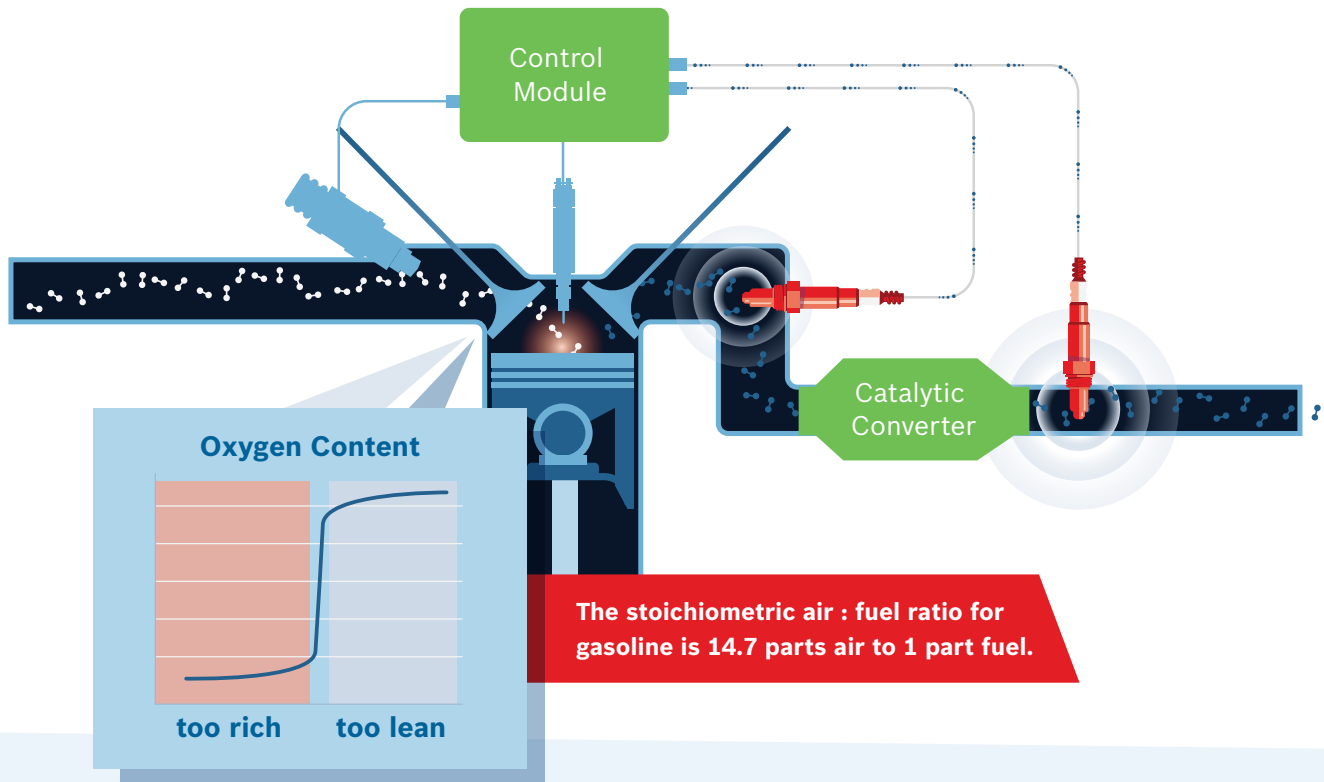 Control
Module
Catalytic
Converter
Oxygen Content
too rich
too lean
The stoichiometric air : fuel ratio for
gasoline is 14.7 parts air to 1 part fuel.